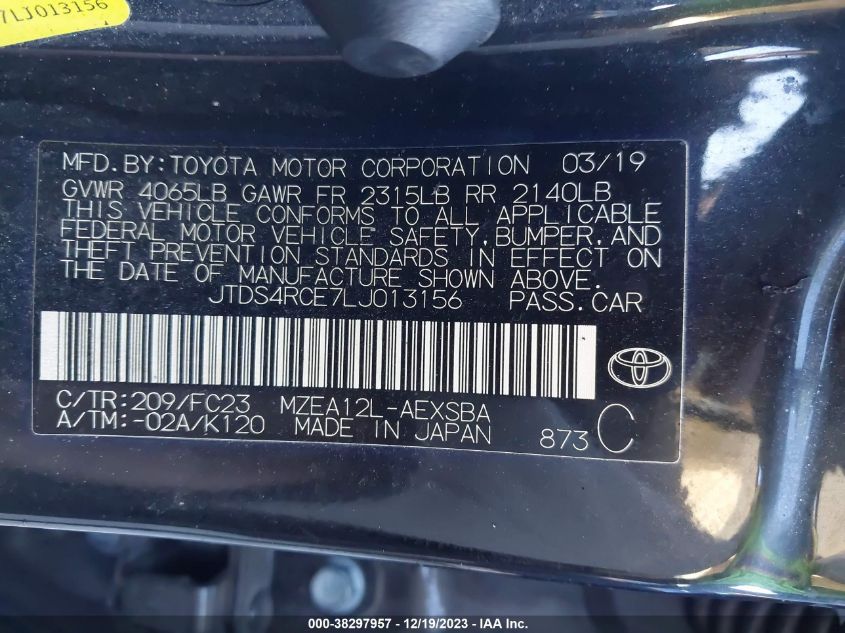 7LJ013156
MFD.BY:TOYOTA MOTOR CORPORATION 03/19
GVWR 4065LB GAWR FR 2315LB RR 2140LB
THIS VEHICLE CONFORMS TO ALL APPLICABLE
FEDERAL MOTOR VEHICLE SAFETY,BUMPER,AND
THEFT PREVENTION STANDARDS IN EFFECT ON
THE DATE OF MANUFACTURE SHOWN ABOVE.
JTDS4RCE7LJ013156 PASS.CAR
C/TR:209/FC23 MZEA12L-AEXSBA
A/TM:-02A/K120 MADE IN JAPAN 873 C
000-38297957 - 12/19/2023 - IAA Inc.